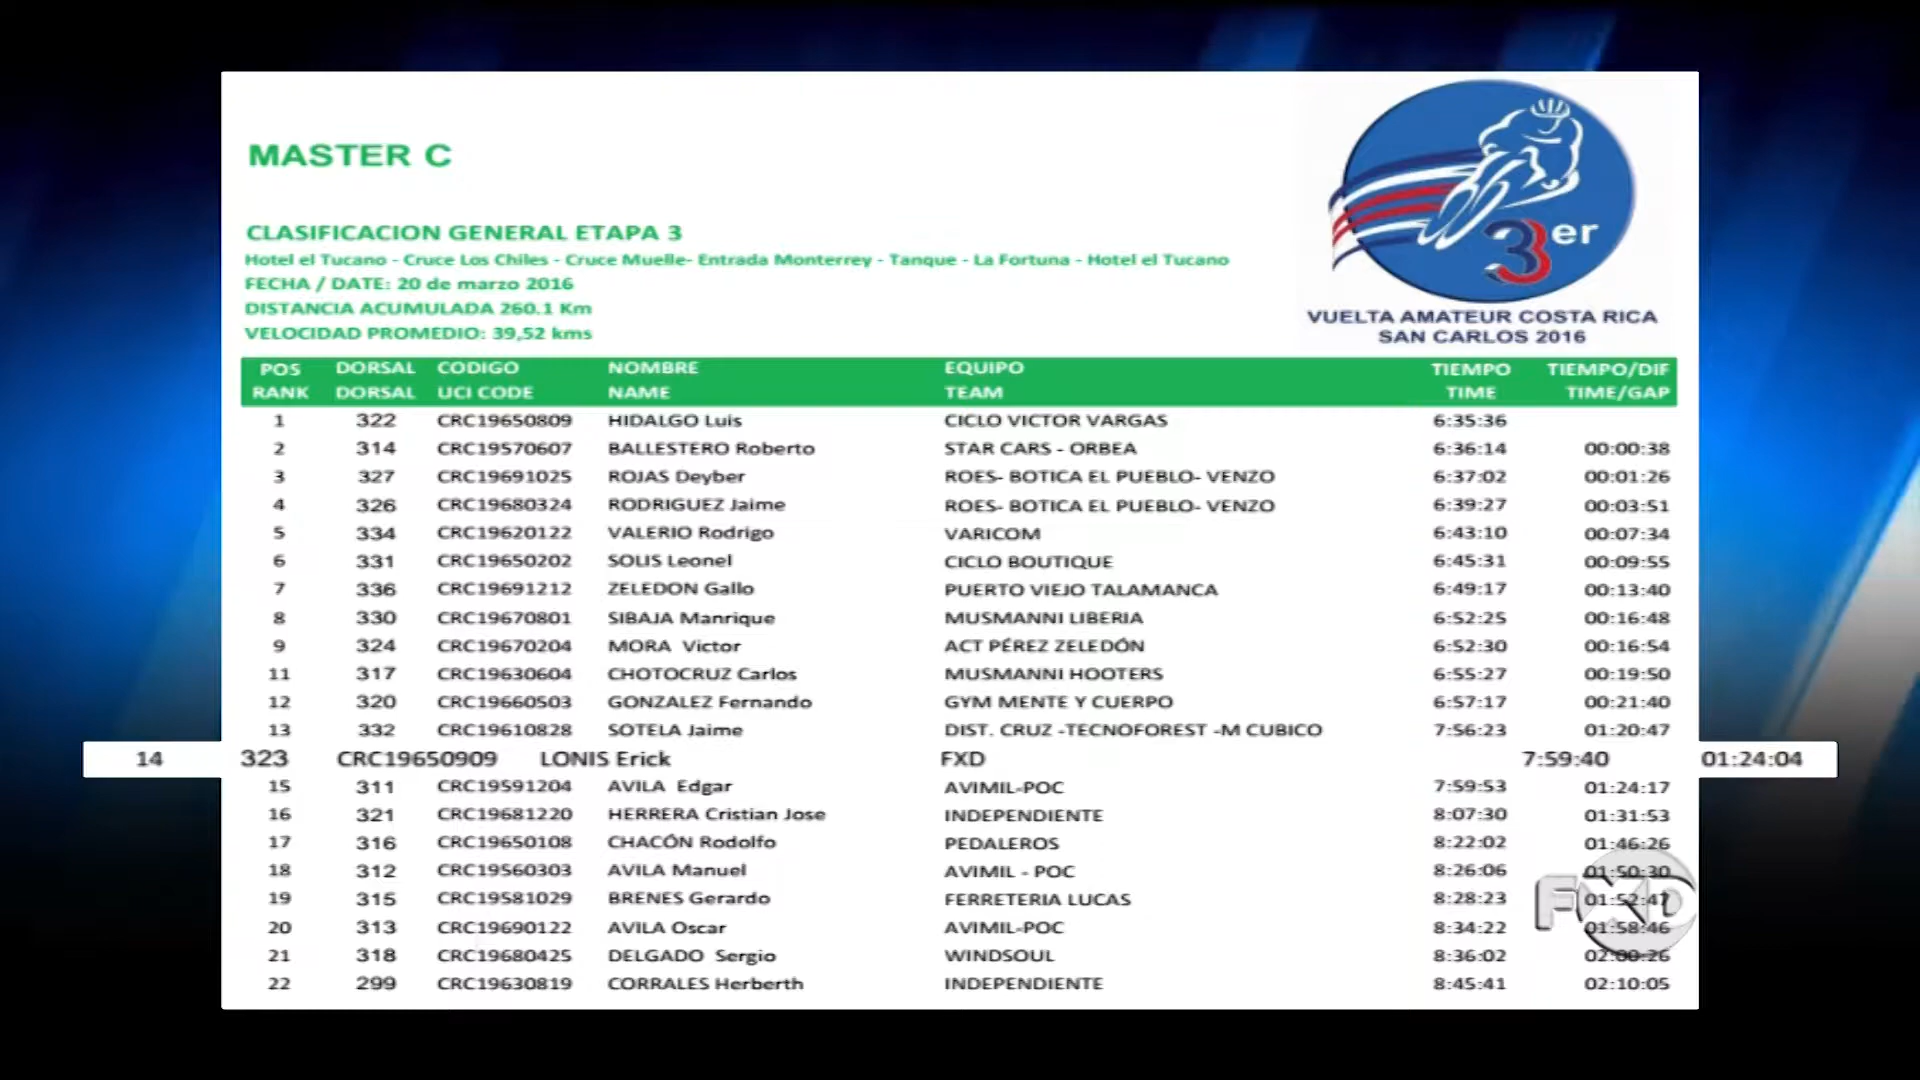 MASTER C
CLASIFICACION GENERAL ETAPA 3
Hotel el Tucano - Cruce Los Chiles - Cruce Muelle- Entrada Monterrey - Tanque - La Fortuna - Hotel el Tucano
FECHA / DATE: 20 de marzo 2016
DISTANCIA ACUMULADA 260.1 Km
VELOCIDAD PROMEDIO: 39,52 kms
3er
VUELTA AMATEUR COSTA RICA
SAN CARLOS 2016
POS DORSAL CODIGO NOMBRE EQUIPO TIEMPO TIEMPO/DIF
RANK DORSAL UCI CODE NAME TEAM TIME TIME/GAP
1 322 CRC19650809 HIDALGO Luis CICLO VICTOR VARGAS 6:35:36
2 314 CRC19570607 BALLESTERO Roberto STAR CARS - ORBEA 6:36:14 00:00:38
3 327 CRC19691025 ROJAS Deyber ROES- BOTICA EL PUEBLO- VENZO 6:37:02 00:01:26
4 326 CRC19680324 RODRIGUEZ Jaime ROES- BOTICA EL PUEBLO- VENZO 6:39:27 00:03:51
5 334 CRC19620122 VALERIO Rodrigo VARICOM 6:43:10 00:07:34
6 331 CRC19650202 SOLIS Leonel CICLO BOUTIQUE 6:45:31 00:09:55
7 336 CRC19691212 ZELEDON Gallo PUERTO VIEJO TALAMANCA 6:49:17 00:13:40
8 330 CRC19670801 SIBAJA Manrique MUSMANNI LIBERIA 6:52:25 00:16:48
9 324 CRC19670204 MORA Victor ACT PÉREZ ZELEDÓN 6:52:30 00:16:54
11 317 CRC19630604 CHOTOCRUZ Carlos MUSMANNI HOOTERS 6:55:27 00:19:50
12 320 CRC19660503 GONZALEZ Fernando GYM MENTE Y CUERPO 6:57:17 00:21:40
13 332 CRC19610828 SOTELA Jaime DIST. CRUZ -TECNOFOREST -M CUBICO 7:56:23 01:20:47
14 323 CRC19650909 LONIS Erick FXD 7:59:40 01:24:04
15 311 CRC19591204 AVILA Edgar AVIMIL-POC 7:59:53 01:24:17
16 321 CRC19681220 HERRERA Cristian Jose INDEPENDIENTE 8:07:30 01:31:53
17 316 CRC19650108 CHACÓN Rodolfo PEDALEROS 8:22:02 01:46:26
18 312 CRC19560303 AVILA Manuel AVIMIL - POC 8:26:06 01:50:30
19 315 CRC19581029 BRENES Gerardo FERRETERIA LUCAS 8:28:23 01:52:47
20 313 CRC19690122 AVILA Oscar AVIMIL-POC 8:34:22 01:58:46
21 318 CRC19680425 DELGADO Sergio WINDSOUL 8:36:02 02:00:26
22 299 CRC19630819 CORRALES Herberth INDEPENDIENTE 8:45:41 02:10:05
FXD